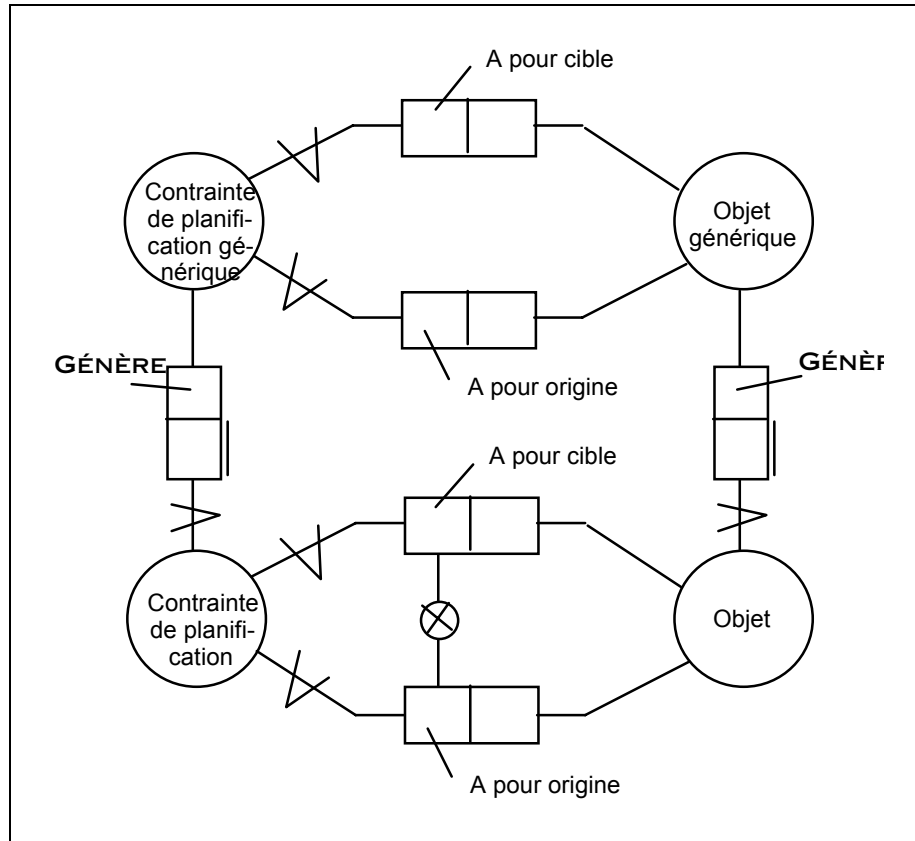 A pour cible
Contrainte
de planifi-
cation gé-
nérique
Objet
générique
A pour origine
GÉNÈRE
GÉNÈF
A pour cible
Contrainte
de planifi-
cation
Objet
A pour origine